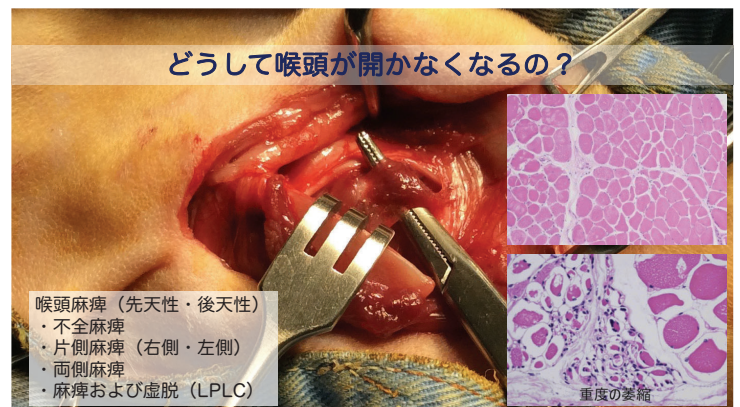 どうして喉頭が開かなくなるの？
喉頭麻痺（先天性・後天性）
・不全麻痺
・片側麻痺（右側・左側）
・両側麻痺
・麻痺および虚脱（LPLC）
重度の萎縮